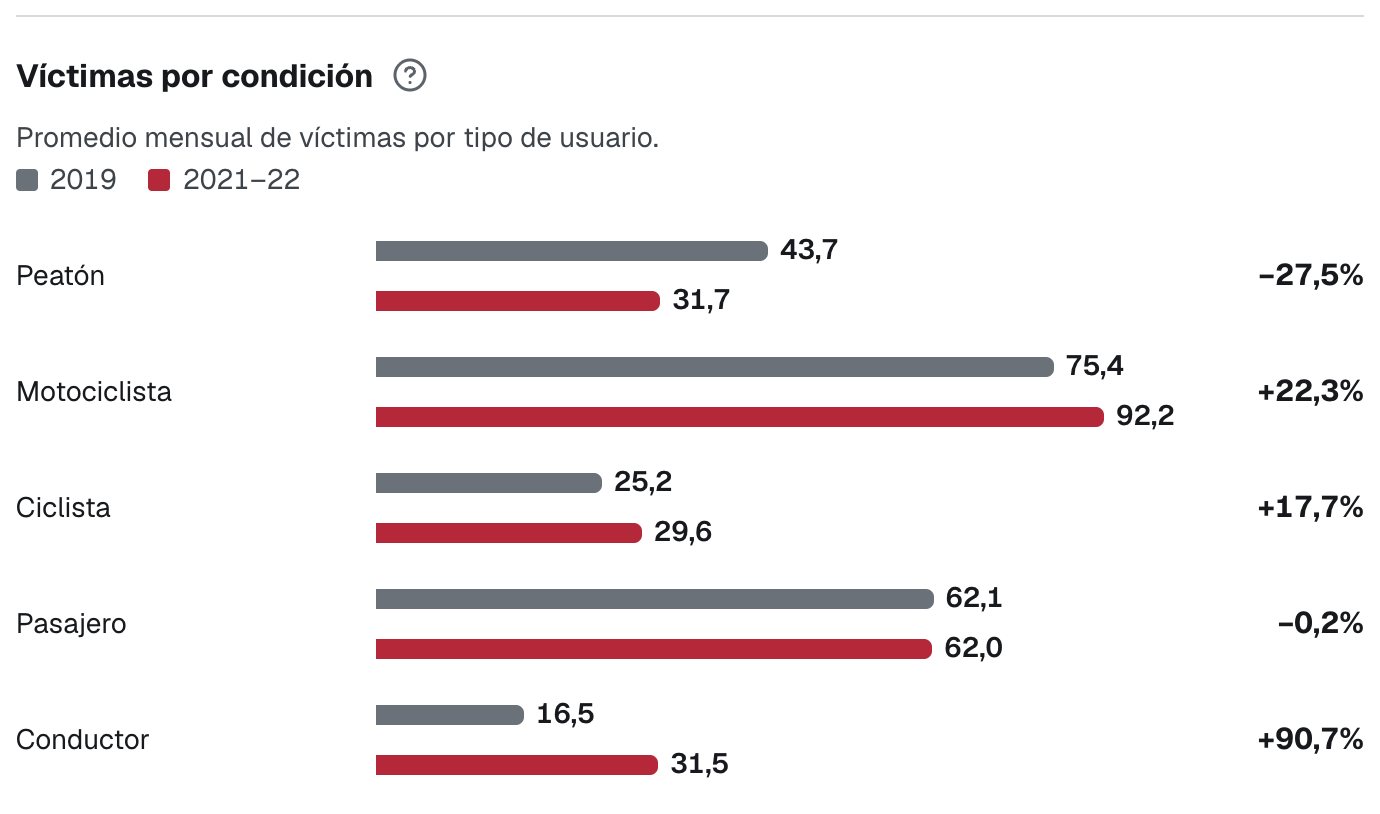 Víctimas por condición ?
Promedio mensual de víctimas por tipo de usuario.
2019 2021–22
43,7
Peatón −27,5%
31,7
75,4
Motociclista +22,3%
92,2
25,2
Ciclista +17,7%
29,6
62,1
Pasajero −0,2%
62,0
16,5
Conductor +90,7%
31,5